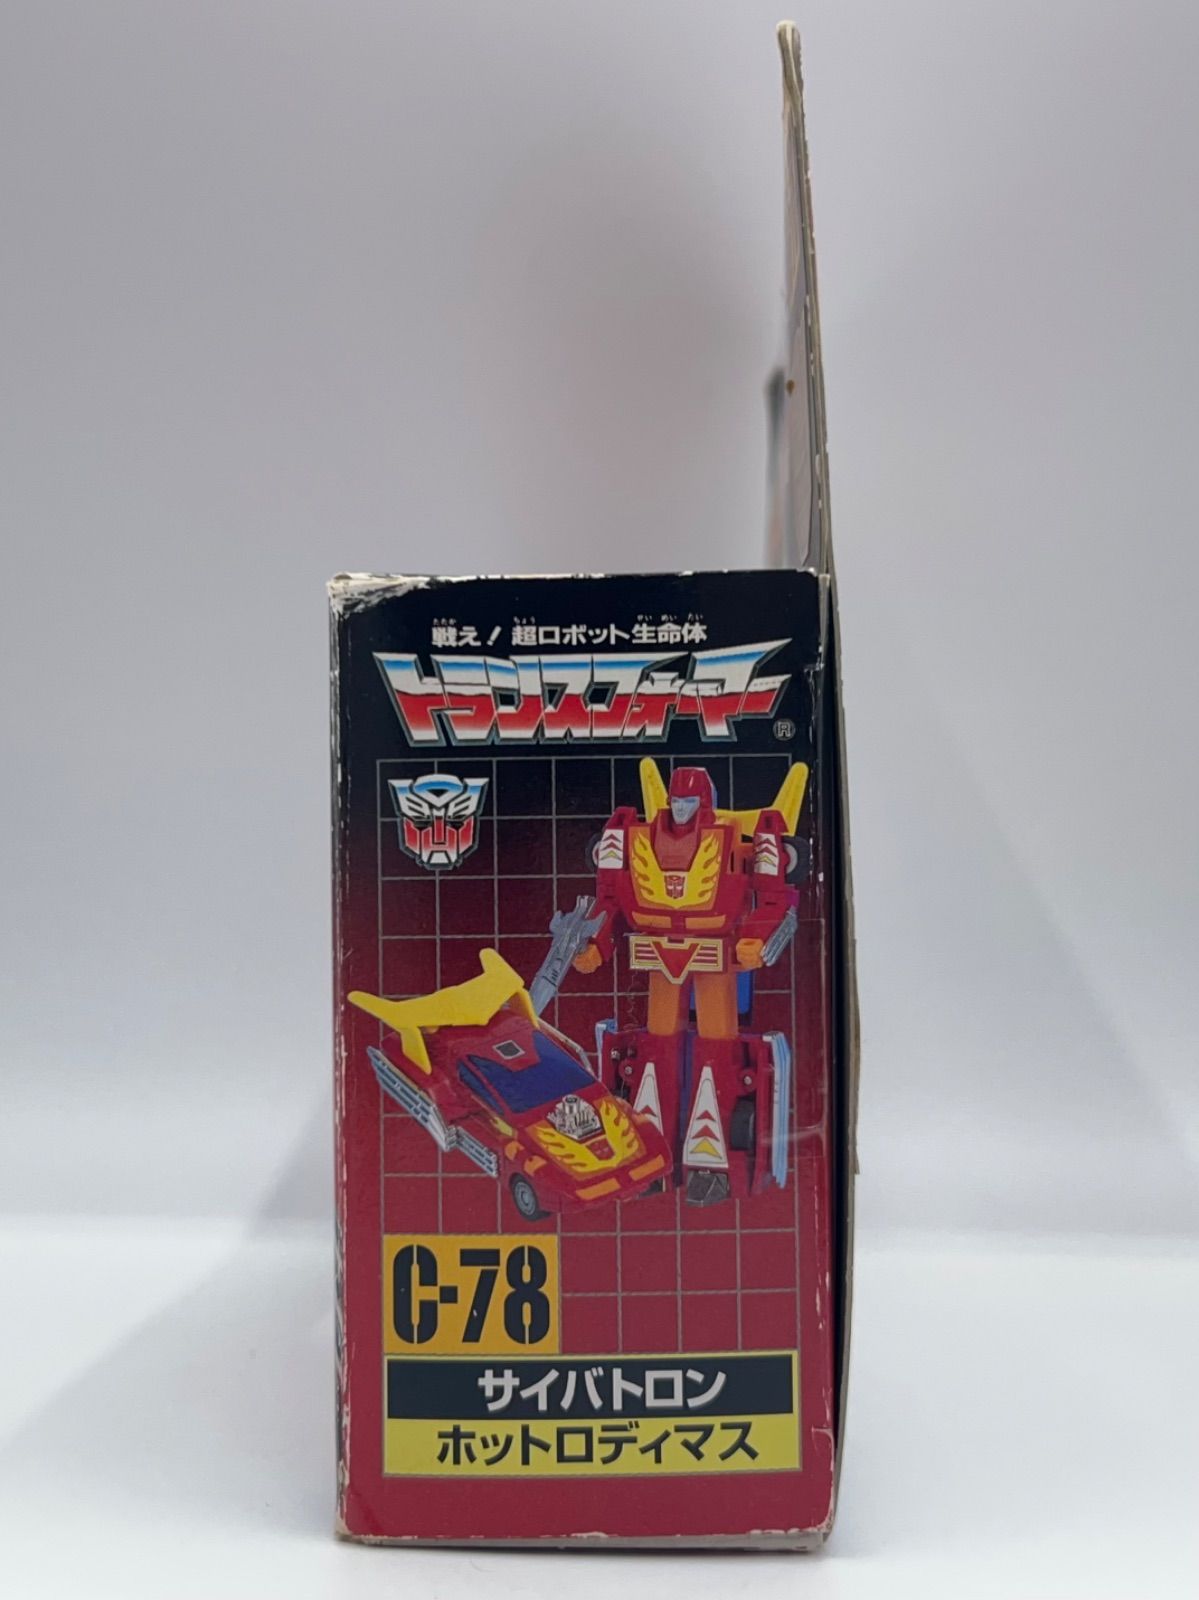 戦え！超ロボット生命体
トランスフォーマー®
C-78
サイバトロン
ホットロディマス